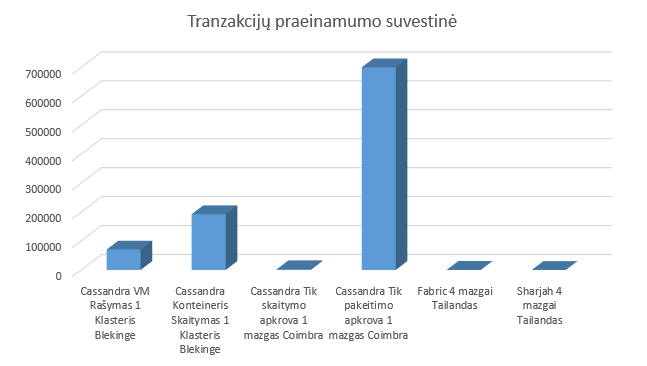 Tranzakcijų praeinamumo suvestinė
700000
600000
500000
400000
300000
200000
100000
0
Cassandra VM
Rašymas 1
Klasteris
Blekinge
Cassandra
Konteineris
Skaitymas 1
Klasteris
Blekinge
Cassandra Tik
skaitymo
apkrova 1
mazgas Coimbra
Cassandra Tik
pakeitimo
apkrova 1
mazgas Coimbra
Fabric 4 mazgai
Tailandas
Sharjah 4
mazgai
Tailandas